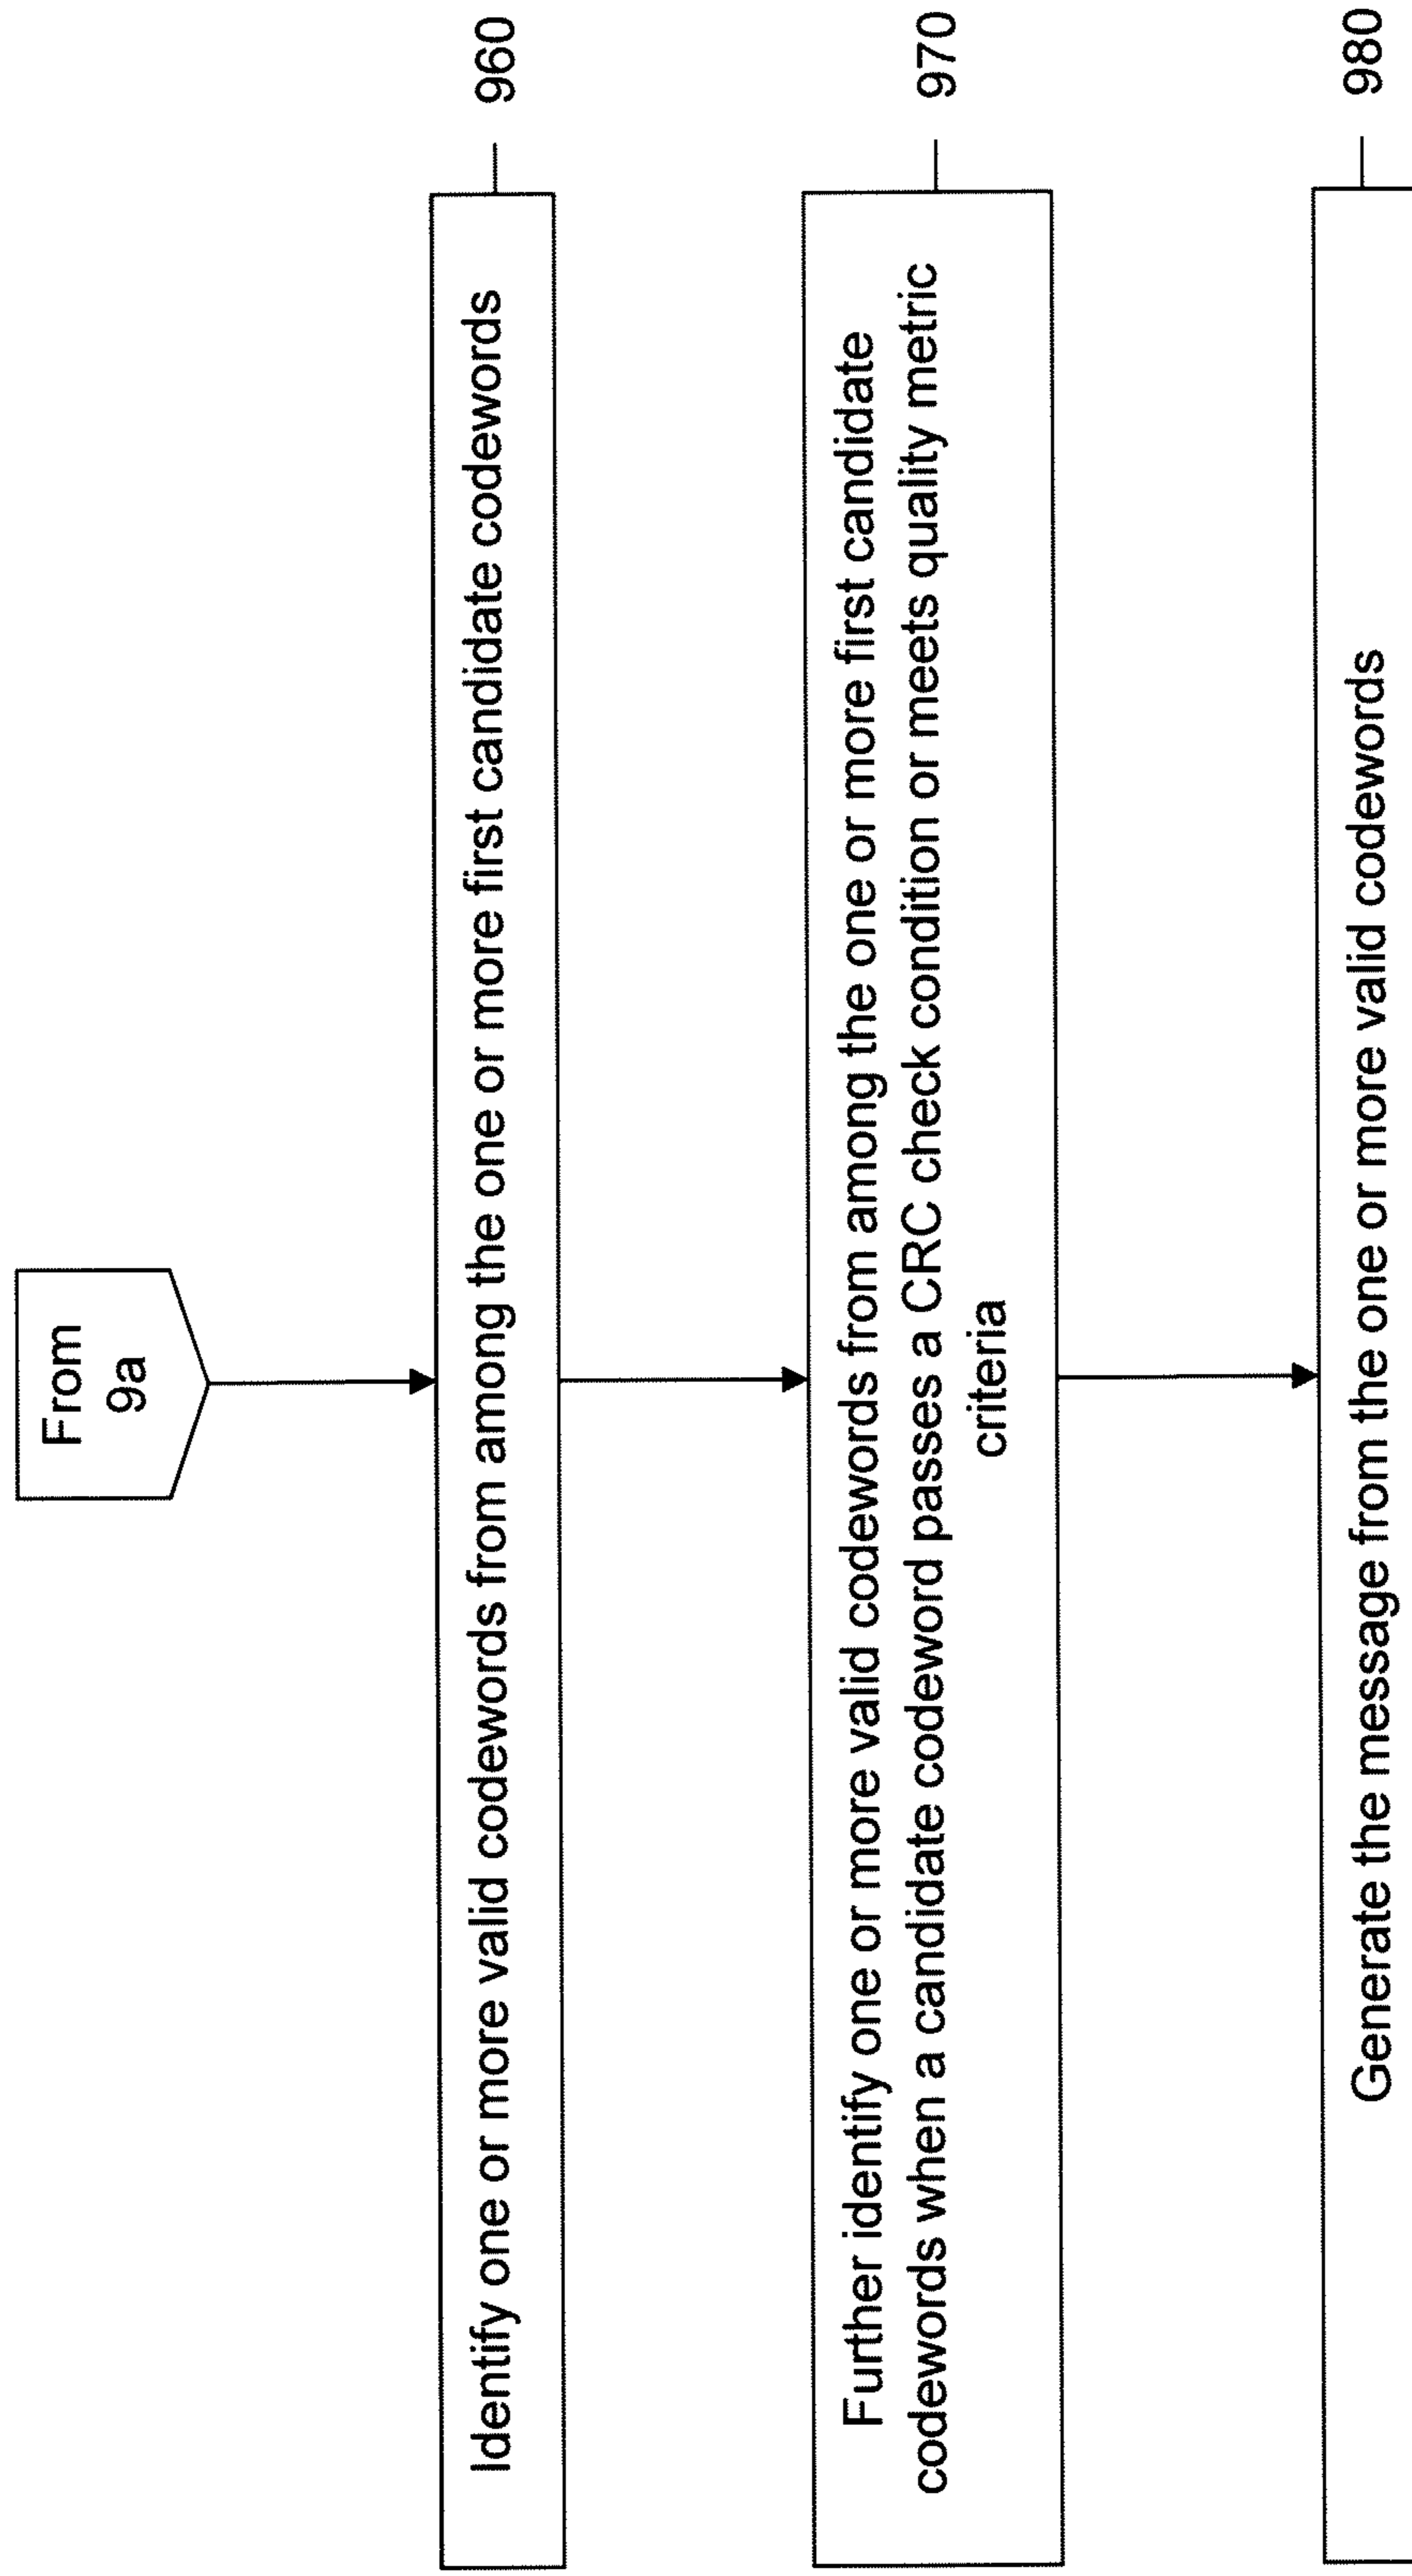 From
9a
Identify one or more valid codewords from among the one or more first candidate codewords
960
Further identify one or more valid codewords from among the one or more first candidate
codewords when a candidate codeword passes a CRC check condition or meets quality metric
criteria
970
Generate the message from the one or more valid codewords
980